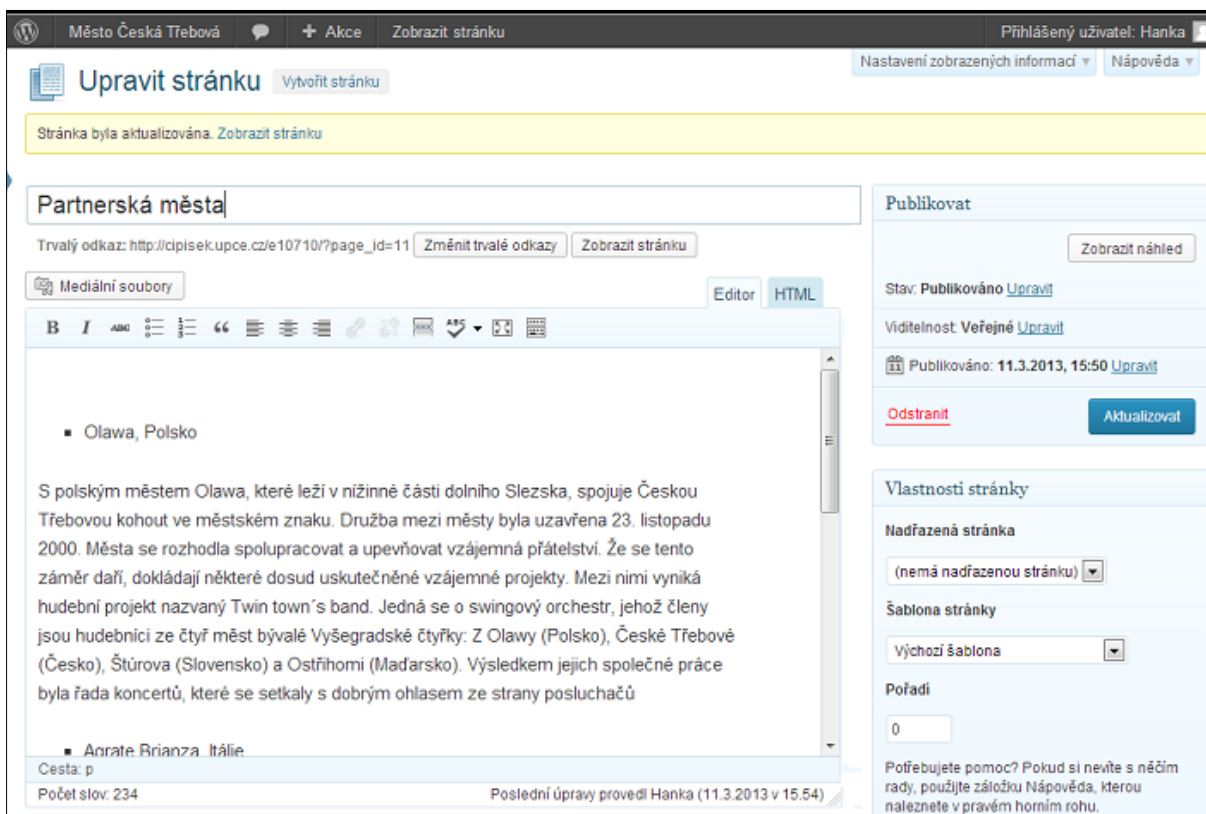 Město Česká Třebová + Akce Zobrazit stránku Přihlášený uživatel: Hanka
Nastavení zobrazených informací Nápověda
Upravit stránku Vytvořit stránku
Stránka byla aktualizována. Zobrazit stránku
Partnerská města
Trvalý odkaz: http://cipisek.upce.cz/e10710/?page_id=11 Změnit trvalé odkazy Zobrazit stránku
Mediální soubory
Editor HTML
B I ABC ABC
▪ Olawa, Polsko
S polským městem Olawa, které leží v nížinné části dolního Slezska, spojuje Českou
Třebovou kohout ve městském znaku. Družba mezi městy byla uzavřena 23. listopadu
2000. Města se rozhodla spolupracovat a upevňovat vzájemná přátelství. Že se tento
záměr daří, dokládají některé dosud uskutečněné vzájemné projekty. Mezi nimi vyniká
hudební projekt nazvaný Twin town´s band. Jedná se o swingový orchestr, jehož členy
jsou hudebníci ze čtyř měst bývalé Vyšegradské čtyřky: Z Olawy (Polsko), České Třebové
(Česko), Štúrova (Slovensko) a Ostřihomi (Maďarsko). Výsledkem jejich společné práce
byla řada koncertů, které se setkaly s dobrým ohlasem ze strany posluchačů
▪ Agrate Brianza, Itálie
Cesta: p
Počet slov: 234 Poslední úpravy provedl Hanka (11.3.2013 v 15.54)
Publikovat
Zobrazit náhled
Stav: Publikováno Upravit
Viditelnost: Veřejné Upravit
Publikováno: 11.3.2013, 15:50 Upravit
Odstranit Aktualizovat
Vlastnosti stránky
Nadřazená stránka
(nemá nadřazenou stránku)
Šablona stránky
Výchozí šablona
Pořadí
0
Potřebujete pomoc? Pokud si nevíte s něčím
rady, použijte záložku Nápověda, kterou
naleznete v pravém horním rohu.